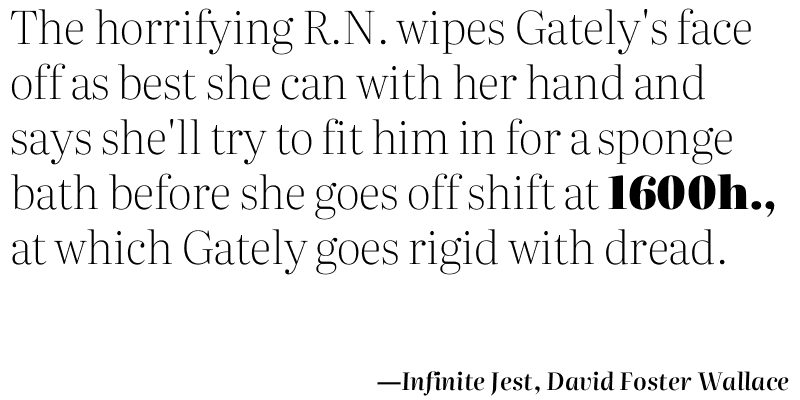 The horrifying R.N. wipes Gately's face
off as best she can with her hand and
says she'll try to fit him in for a sponge
bath before she goes off shift at 1600h.,
at which Gately goes rigid with dread.
—Infinite Jest, David Foster Wallace